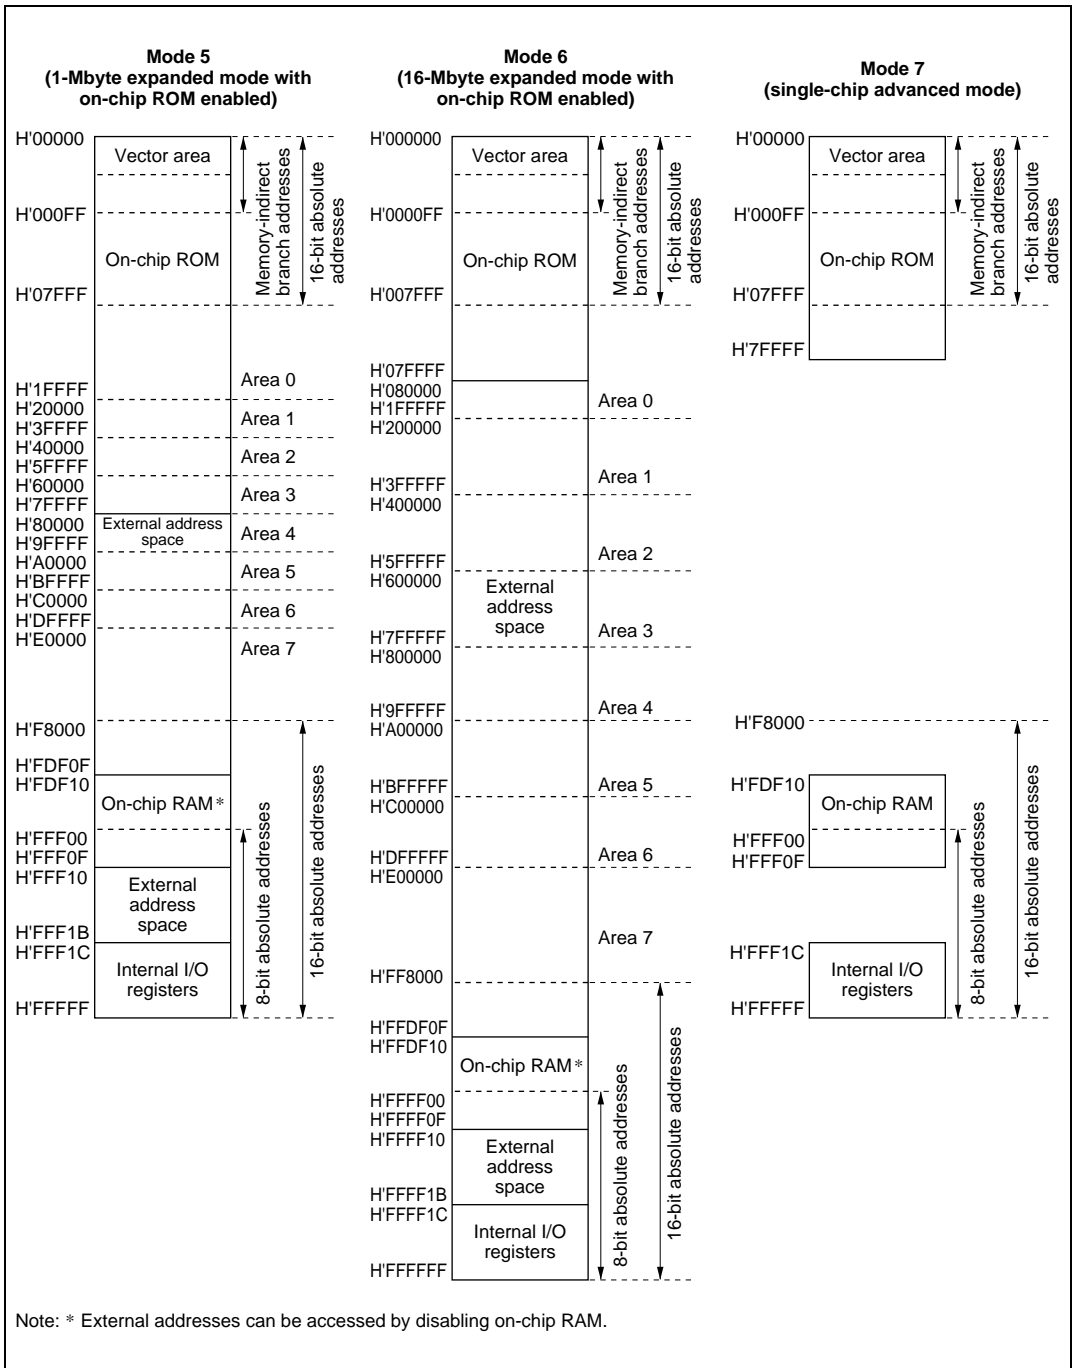 Mode 5
(1-Mbyte expanded mode with
on-chip ROM enabled)
H'00000
Vector area
H'000FF
On-chip ROM
H'07FFF
Memory-indirect
branch addresses
16-bit absolute
addresses
H'1FFFF
Area 0
H'20000
H'3FFFF
Area 1
H'40000
H'5FFFF
Area 2
H'60000
H'7FFFF
Area 3
H'80000
External address
space
H'9FFFF
Area 4
H'A0000
H'BFFFF
Area 5
H'C0000
H'DFFFF
Area 6
H'E0000
Area 7
H'F8000
H'FDF0F
H'FDF10
On-chip RAM*
H'FFF00
H'FFF0F
H'FFF10
External
address
space
H'FFF1B
H'FFF1C
Internal I/O
registers
H'FFFFF
8-bit absolute addresses
16-bit absolute addresses
Mode 6
(16-Mbyte expanded mode with
on-chip ROM enabled)
H'000000
Vector area
H'0000FF
On-chip ROM
H'007FFF
Memory-indirect
branch addresses
16-bit absolute
addresses
H'07FFFF
H'080000
Area 0
H'1FFFFF
H'200000
Area 1
H'3FFFFF
H'400000
Area 2
H'5FFFFF
H'600000
External
address
space
Area 3
H'7FFFFF
H'800000
Area 4
H'9FFFFF
H'A00000
Area 5
H'BFFFFF
H'C00000
Area 6
H'DFFFFF
H'E00000
Area 7
H'FF8000
H'FFDF0F
H'FFDF10
On-chip RAM*
H'FFFF00
H'FFFF0F
H'FFFF10
External
address
space
H'FFFF1B
H'FFFF1C
Internal I/O
registers
H'FFFFFF
8-bit absolute addresses
16-bit absolute addresses
Mode 7
(single-chip advanced mode)
H'00000
Vector area
H'000FF
On-chip ROM
H'07FFF
H'7FFFF
Memory-indirect
branch addresses
16-bit absolute
addresses
H'F8000
H'FDF10
On-chip RAM
H'FFF00
H'FFF0F
H'FFF1C
Internal I/O
registers
H'FFFFF
8-bit absolute addresses
16-bit absolute addresses
Note: * External addresses can be accessed by disabling on-chip RAM.